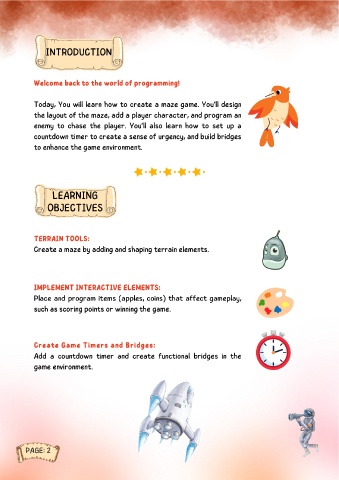 INTRODUCTION
Welcome back to the world of programming!
Today, You will learn how to create a maze game. You'll design
the layout of the maze, add a player character, and program an
enemy to chase the player. You'll also learn how to set up a
countdown timer to create a sense of urgency, and build bridges
to enhance the game environment.
LEARNING
OBJECTIVES
TERRAIN TOOLS:
Create a maze by adding and shaping terrain elements.
IMPLEMENT INTERACTIVE ELEMENTS:
Place and program items (apples, coins) that affect gameplay,
such as scoring points or winning the game.
Create Game Timers and Bridges:
Add a countdown timer and create functional bridges in the
game environment.
PAGE: 2